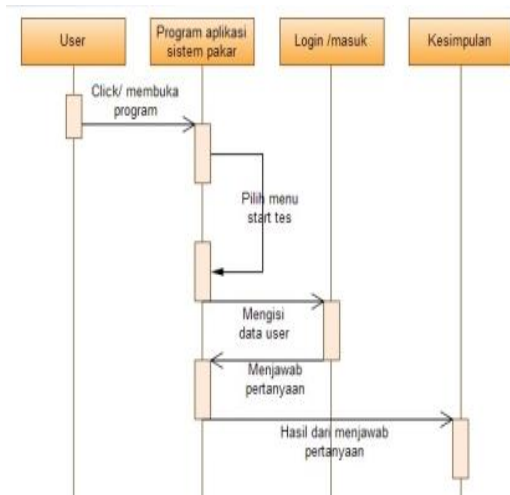 User
Program aplikasi
sistem pakar
Login /masuk
Kesimpulan
Click/ membuka
program
Pilih menu
start tes
Mengisi
data user
Menjawab
pertanyaan
Hasil dari menjawab
pertanyaan